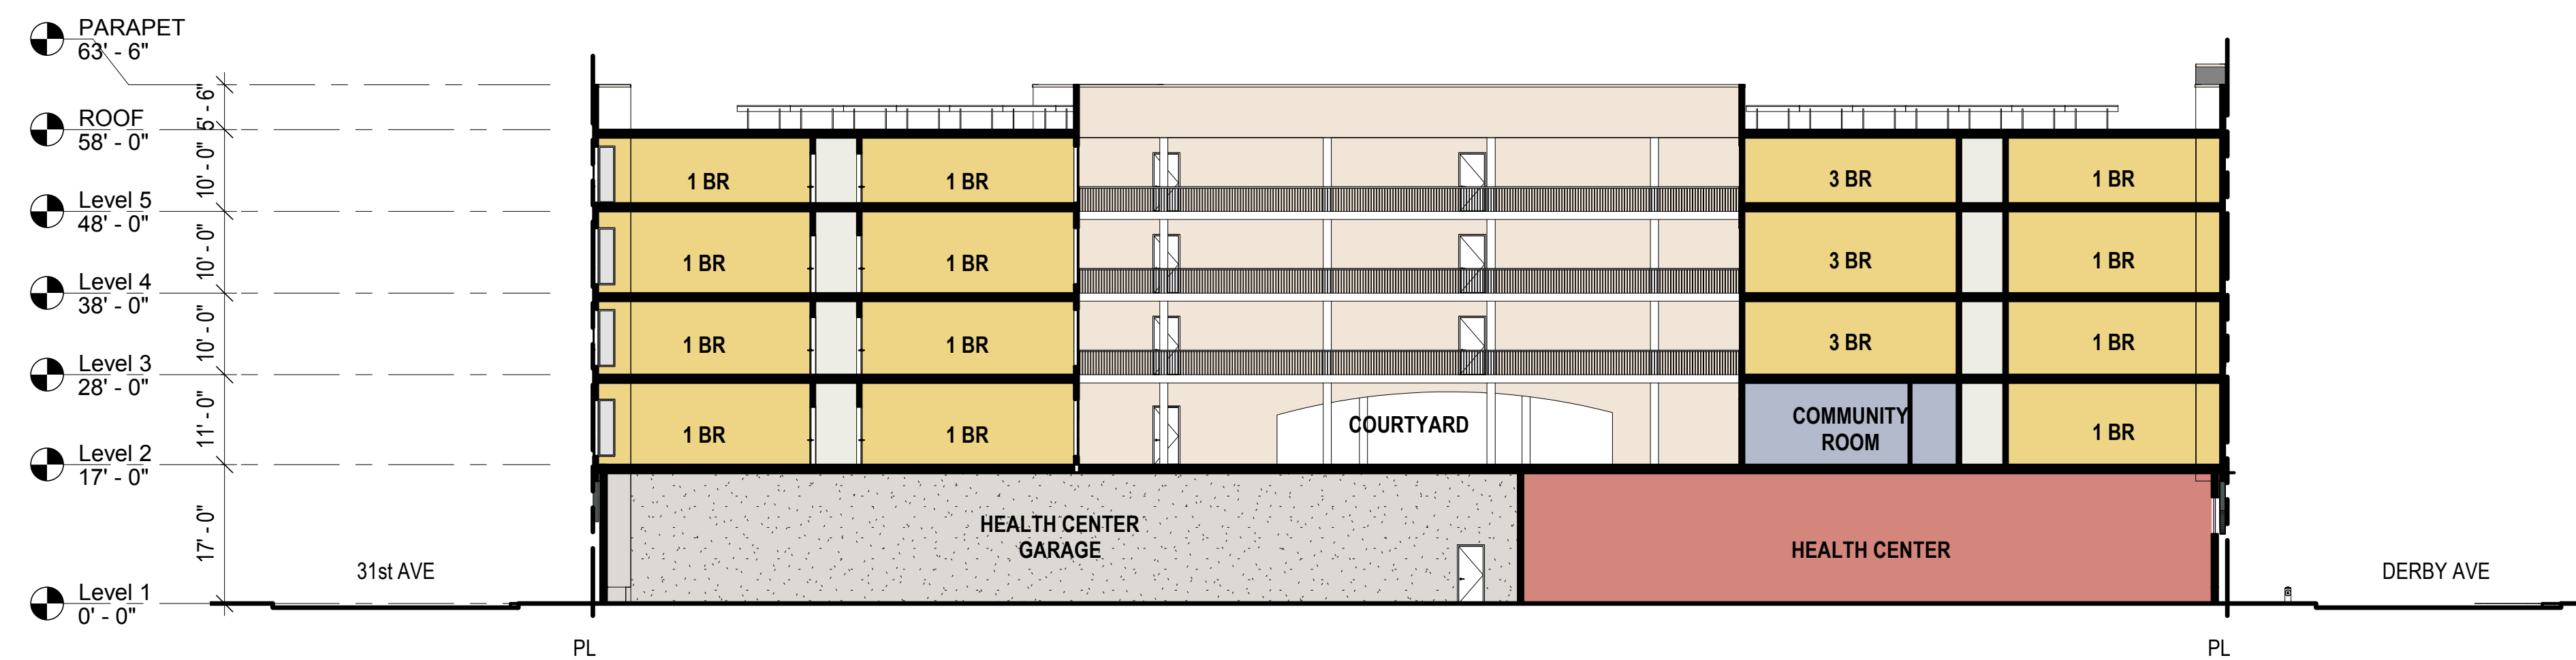 PARAPET
63' - 6"
5' - 6"
ROOF
58' - 0"
10' - 0"
1 BR
1 BR
3 BR
1 BR
Level 5
48' - 0"
10' - 0"
1 BR
1 BR
3 BR
1 BR
Level 4
38' - 0"
10' - 0"
1 BR
1 BR
3 BR
1 BR
Level 3
28' - 0"
11' - 0"
1 BR
1 BR
COURTYARD
COMMUNITY
ROOM
1 BR
Level 2
17' - 0"
17' - 0"
HEALTH CENTER
GARAGE
HEALTH CENTER
31st AVE
DERBY AVE
Level 1
0' - 0"
PL
PL